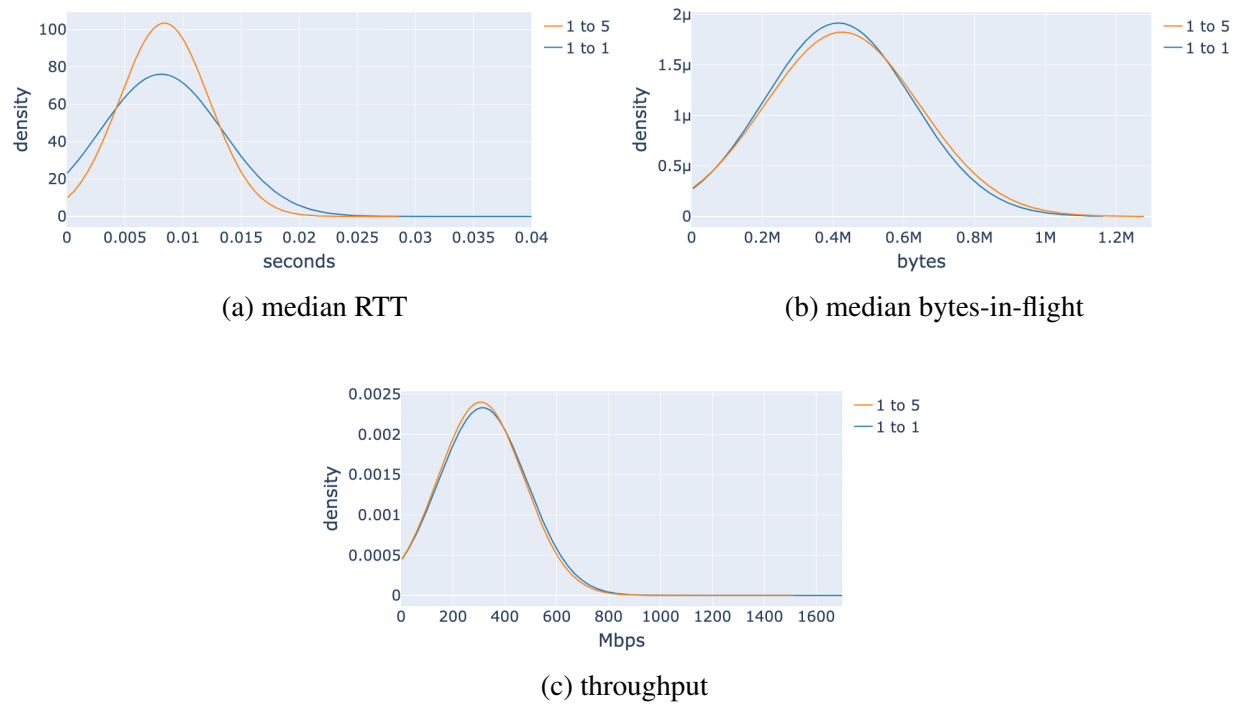 100
80
60
40
20
0
density
0 0.005 0.01 0.015 0.02 0.025 0.03 0.035 0.04
seconds
1 to 5
1 to 1
(a) median RTT
2μ
1.5μ
1μ
0.5μ
0
density
0 0.2M 0.4M 0.6M 0.8M 1M 1.2M
bytes
1 to 5
1 to 1
(b) median bytes-in-flight
0.0025
0.002
0.0015
0.001
0.0005
0
density
0 200 400 600 800 1000 1200 1400 1600
Mbps
1 to 5
1 to 1
(c) throughput